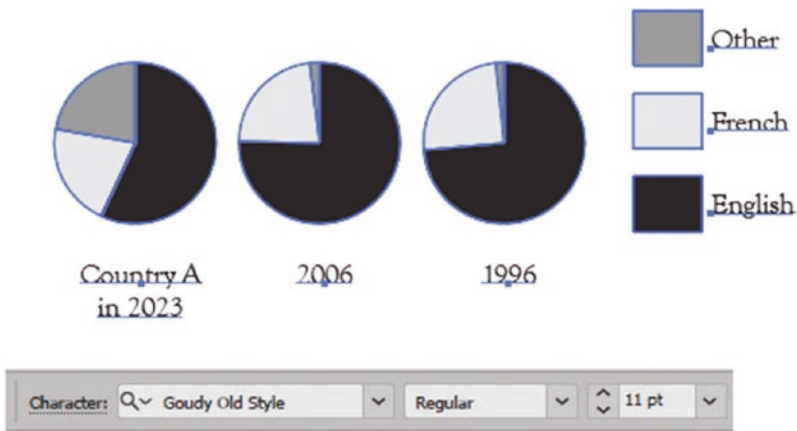 Other
French
English
Country A
in 2023
2006
1996
Character: Goudy Old Style Regular 11 pt